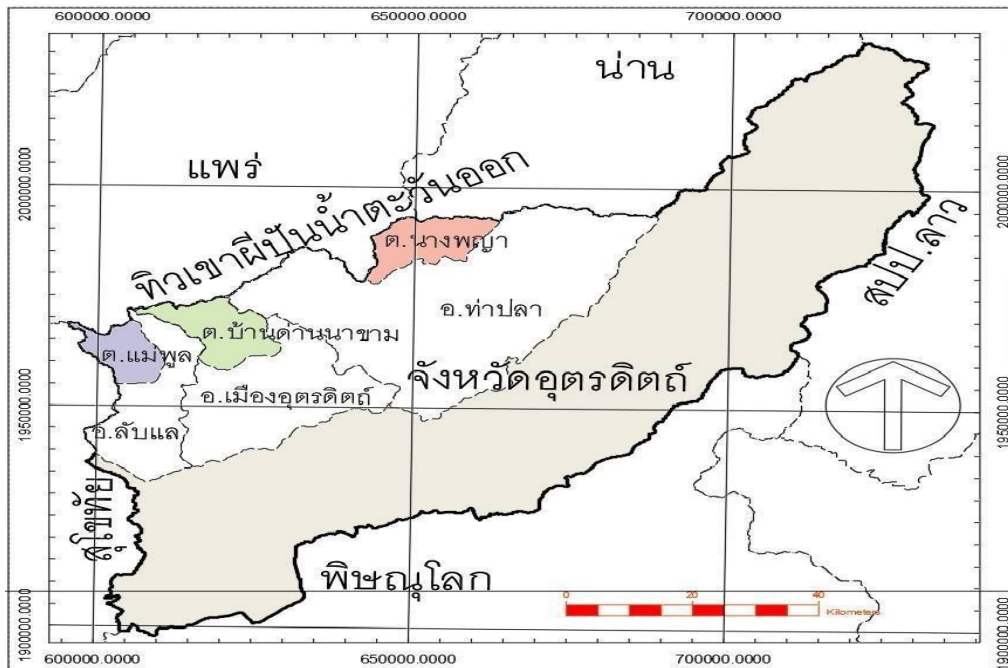 600000.0000 650000.0000 700000.0000
น่าน
แพร่
2000000.0000 2000000.0000
ทิวเขาผีปันน้ำตะวันออก
ต.นางพญา
สปป.ลาว
อ.ท่าปลา
ต.บ้านด่านนาขาม
ต.แม่พูล
จังหวัดอุตรดิตถ์
อ.เมืองอุตรดิตถ์
1950000.0000 1950000.0000
อ.ลับแล
สุโขทัย
พิษณุโลก
0 20 40
Kilometers
1900000.0000 1900000.0000
600000.0000 650000.0000 700000.0000